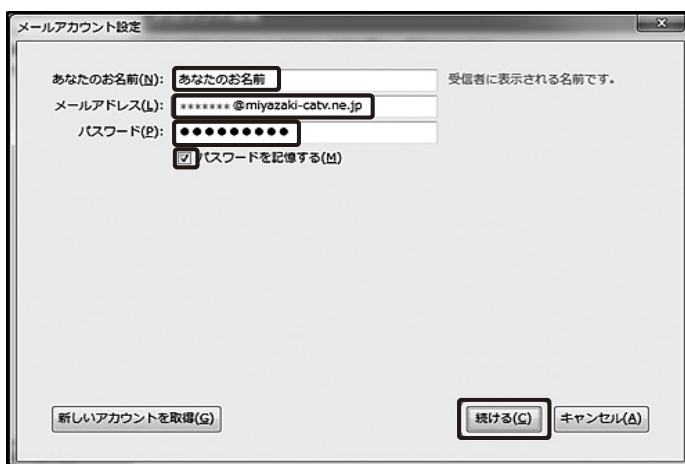 メールアカウント設定
あなたのお名前(N): あなたのお名前 受信者に表示される名前です。
メールアドレス(L): *******@miyazaki-catv.ne.jp
パスワード(P): ●●●●●●●●●
パスワードを記憶する(M)
新しいアカウントを取得(G) 続ける(C) キャンセル(A)